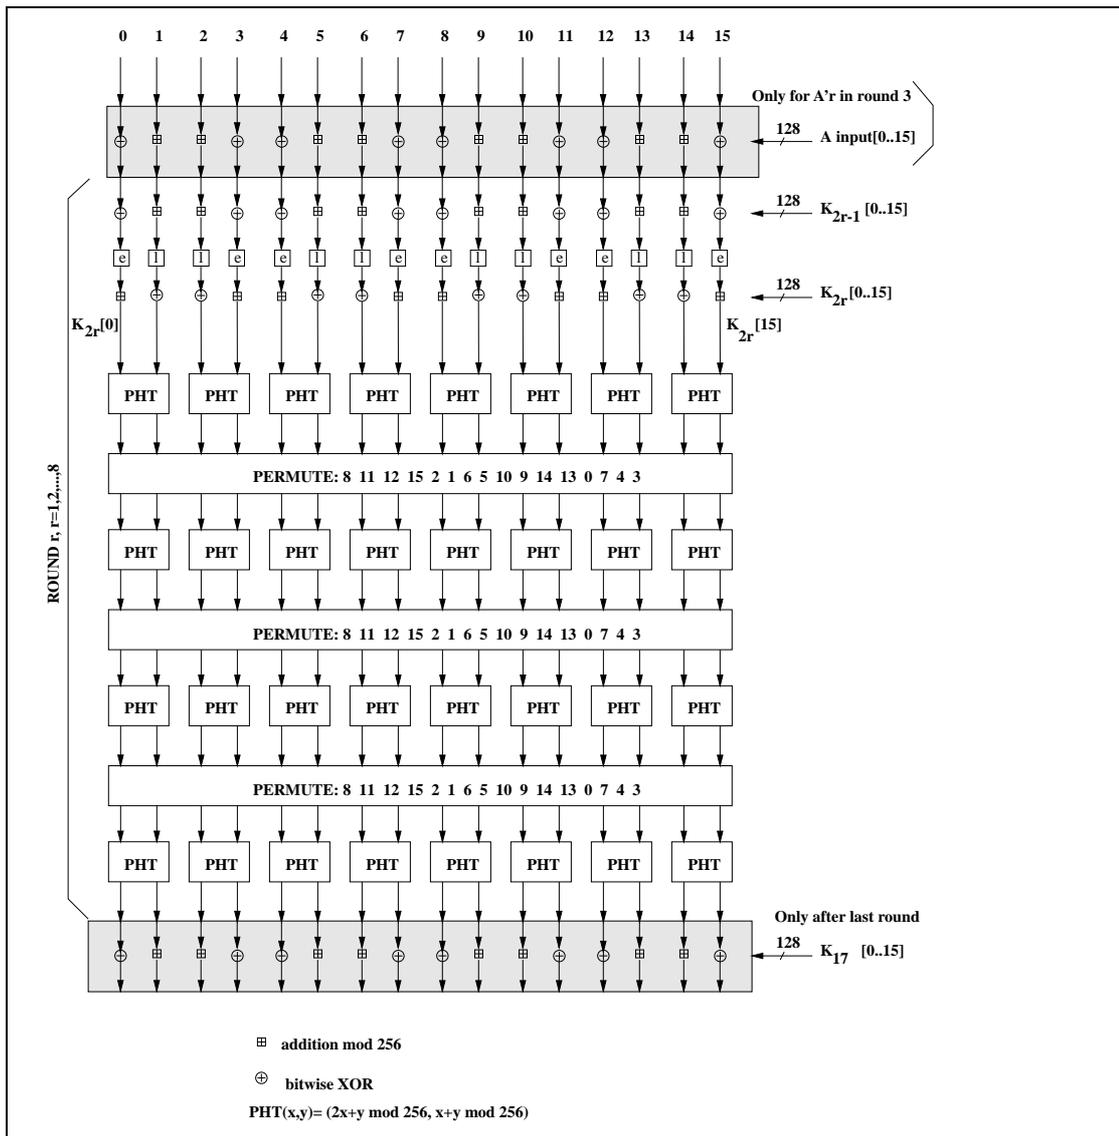 0 1 2 3 4 5 6 7 8 9 10 11 12 13 14 15
Only for A'r in round 3
128 A input[0..15]
128 K2r-1 [0..15]
e l l e e l l e e l l e e l l e
128 K2r [0..15]
K2r[0] K2r[15]
PHT PHT PHT PHT PHT PHT PHT PHT
PERMUTE: 8 11 12 15 2 1 6 5 10 9 14 13 0 7 4 3
ROUND r, r=1,2,...,8
PHT PHT PHT PHT PHT PHT PHT PHT
PERMUTE: 8 11 12 15 2 1 6 5 10 9 14 13 0 7 4 3
PHT PHT PHT PHT PHT PHT PHT PHT
PERMUTE: 8 11 12 15 2 1 6 5 10 9 14 13 0 7 4 3
PHT PHT PHT PHT PHT PHT PHT PHT
Only after last round
128 K17 [0..15]
addition mod 256
bitwise XOR
PHT(x,y)= (2x+y mod 256, x+y mod 256)